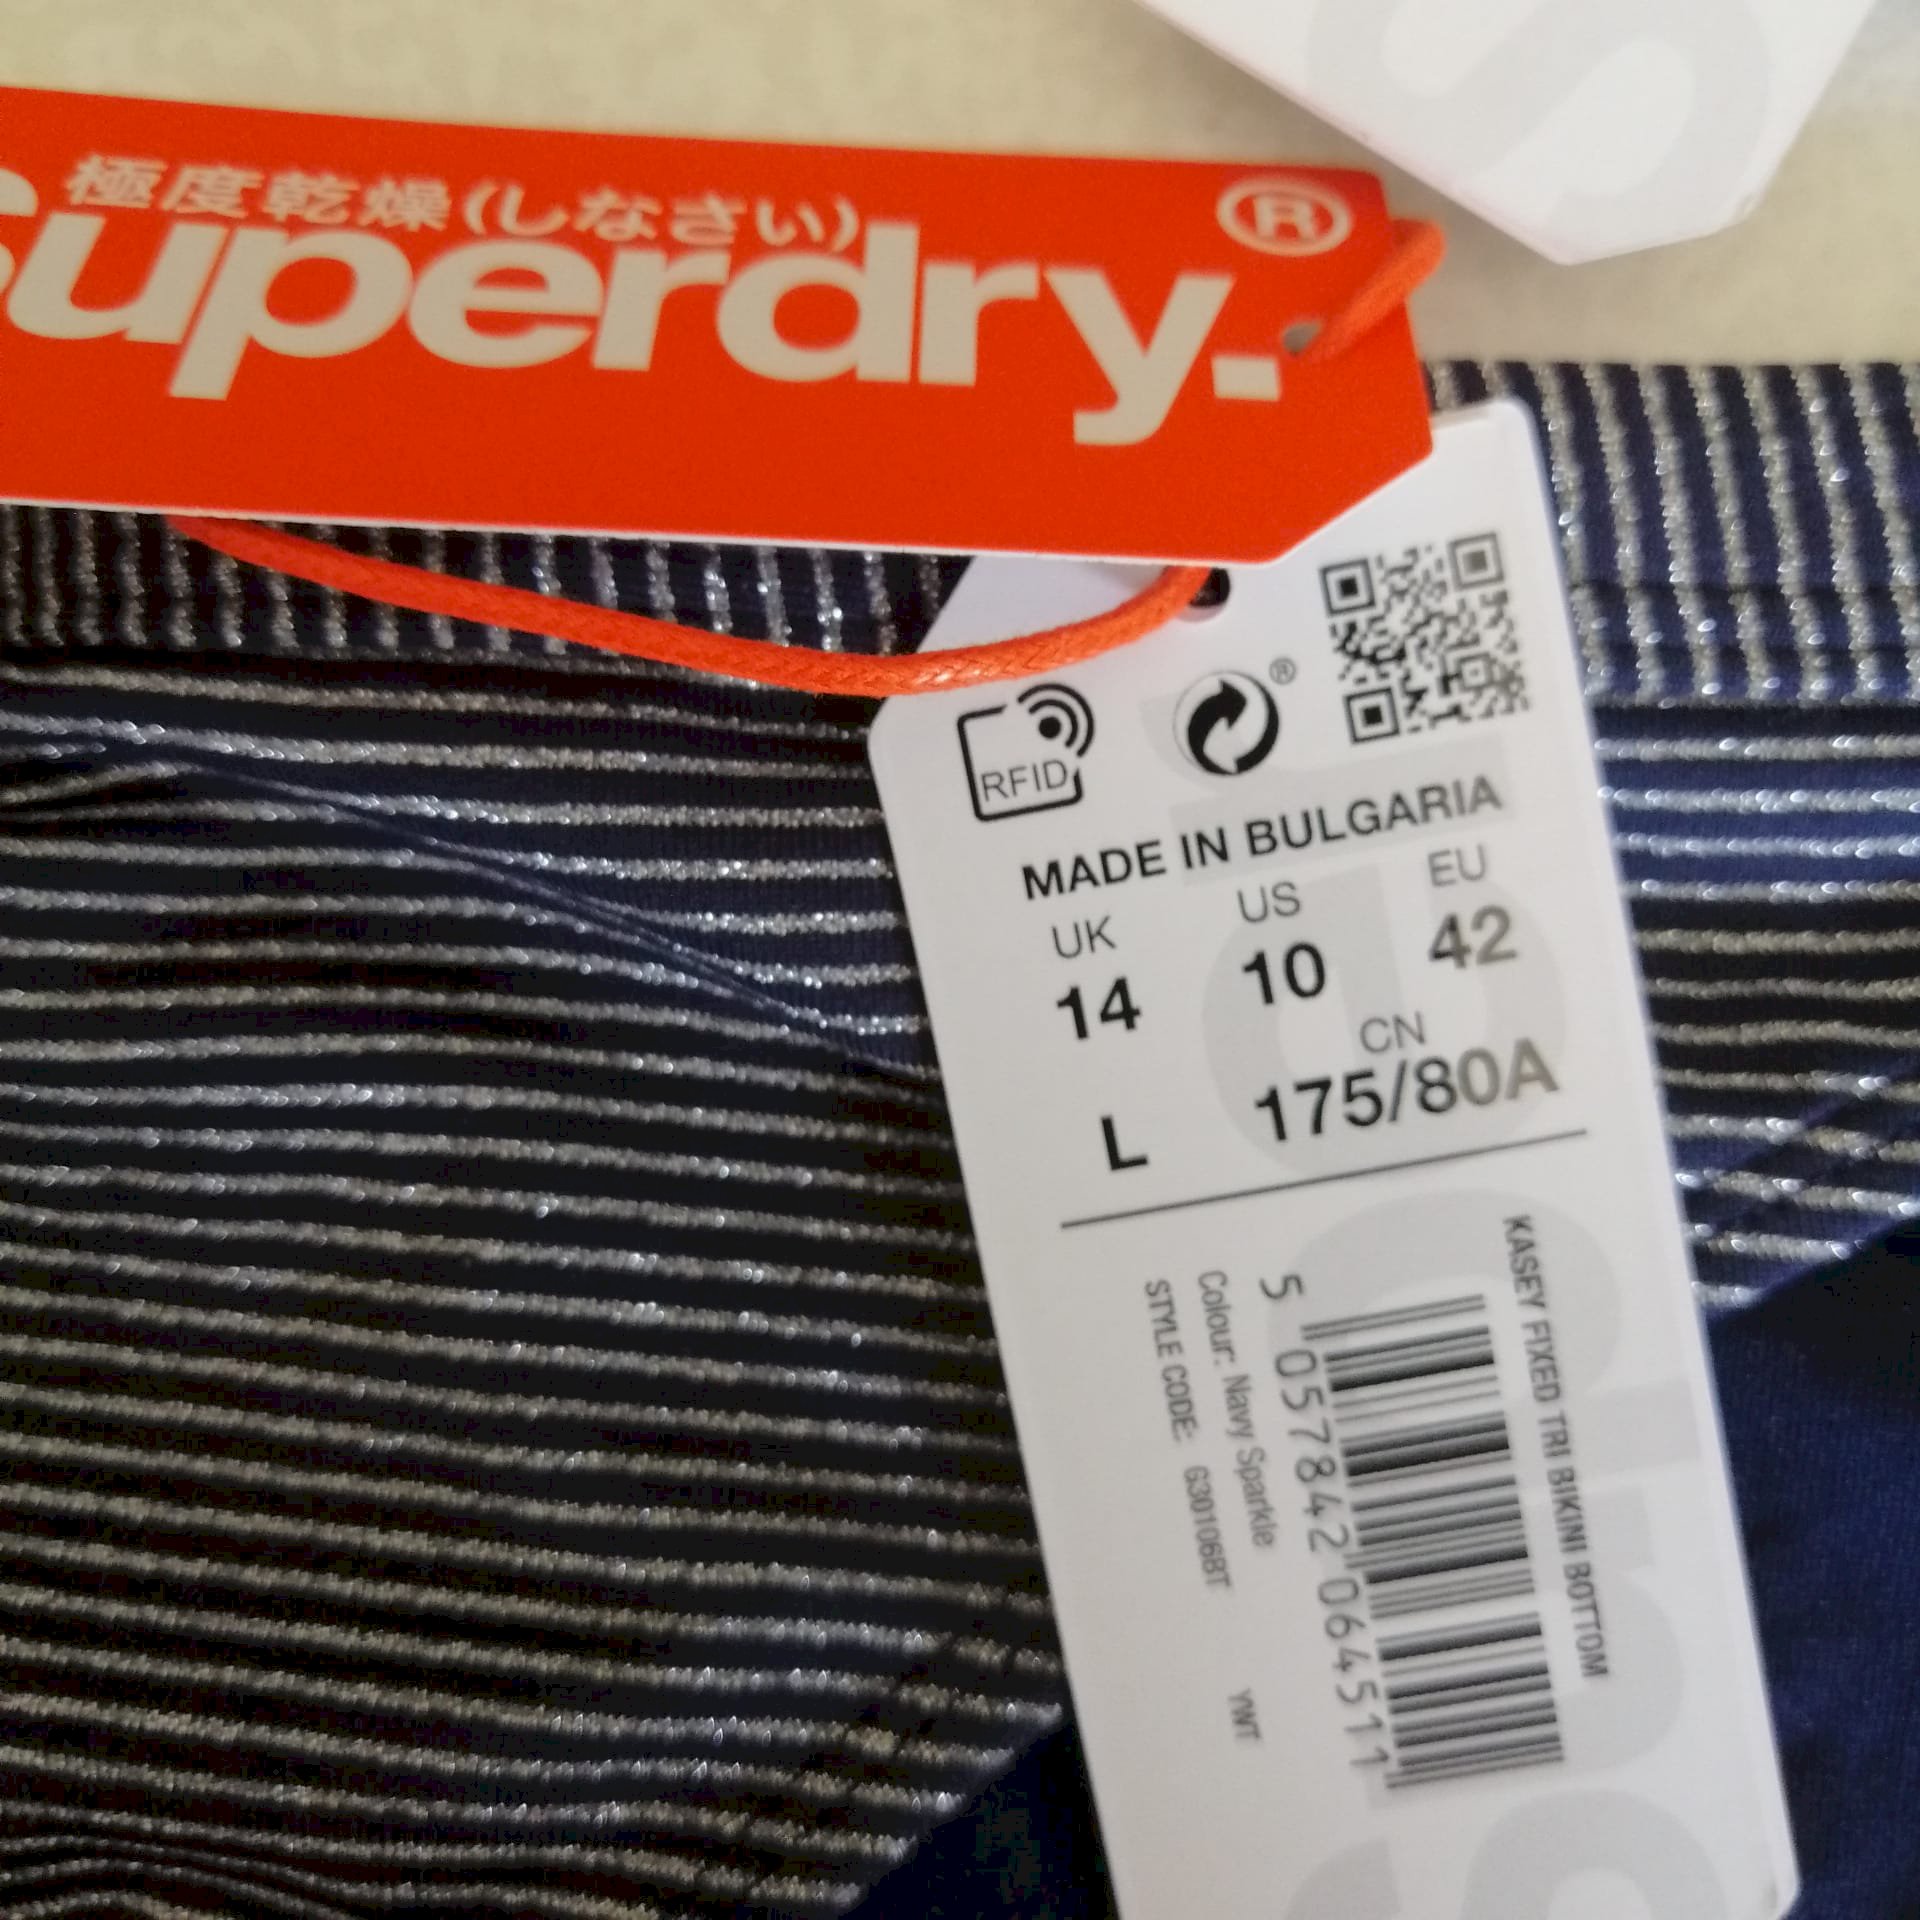 極度乾燥(しなさい)
Superdry.®
RFID
®
MADE IN BULGARIA
UK US EU
14 10 42
CN
L 175/80A
KASEY FIXED TRI BIKINI BOTTOM
5 057842 064511
Colour: Navy Sparkle
STYLE CODE: G30106BT YWT